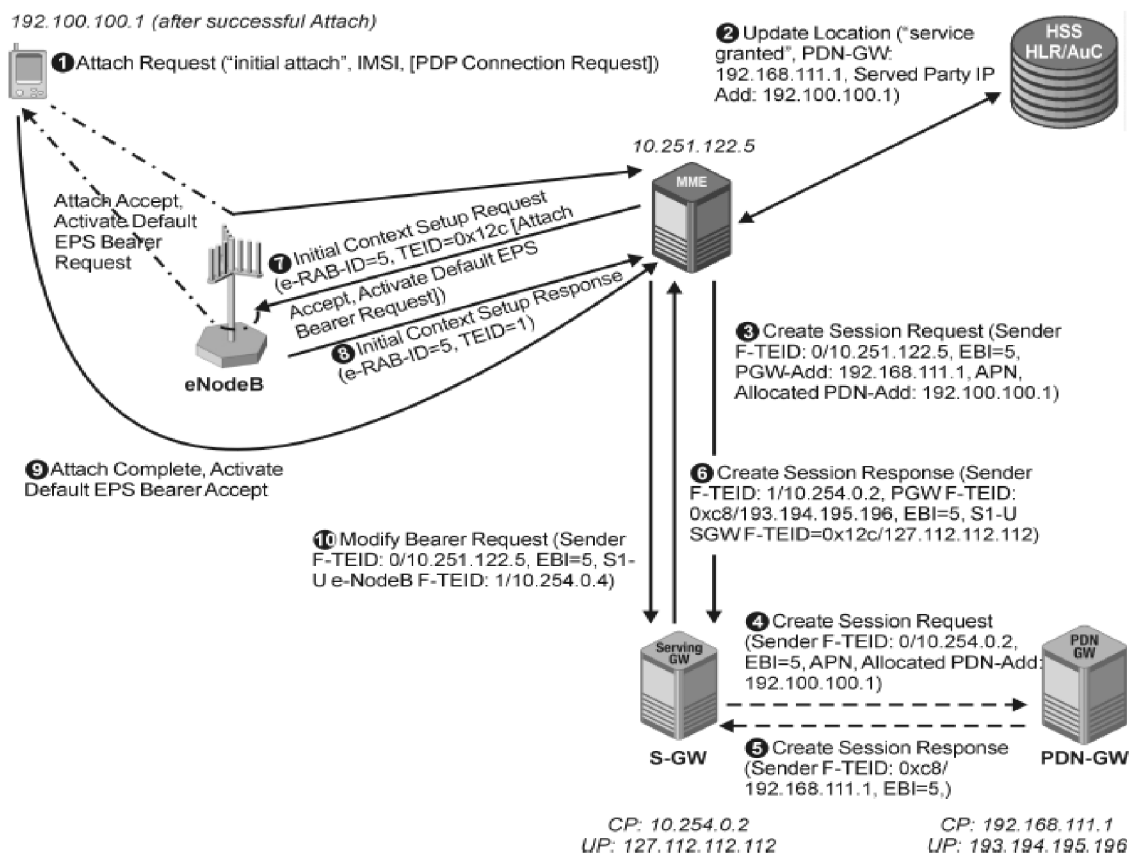 192.100.100.1 (after successful Attach)
❶ Attach Request (“initial attach”, IMSI, [PDP Connection Request])
❷ Update Location (“service
granted”, PDN-GW:
192.168.111.1, Served Party IP
Add: 192.100.100.1)
HSS
HLR/AuC
10.251.122.5
MME
Attach Accept,
Activate Default
EPS Bearer
Request
❼ Initial Context Setup Request
(e-RAB-ID=5, TEID=0x12c [Attach
Accept, Activate Default EPS
Bearer Request])
❽ Initial Context Setup Response
(e-RAB-ID=5, TEID=1)
eNodeB
❸ Create Session Request (Sender
F-TEID: 0/10.251.122.5, EBI=5,
PGW-Add: 192.168.111.1, APN,
Allocated PDN-Add: 192.100.100.1)
❾ Attach Complete, Activate
Default EPS Bearer Accept
❻ Create Session Response (Sender
F-TEID: 1/10.254.0.2, PGW F-TEID:
0xc8/193.194.195.196, EBI=5, S1-U
SGW F-TEID=0x12c/127.112.112.112)
❿ Modify Bearer Request (Sender
F-TEID: 0/10.251.122.5, EBI=5, S1-
U e-NodeB F-TEID: 1/10.254.0.4)
❹ Create Session Request
(Sender F-TEID: 0/10.254.0.2,
EBI=5, APN, Allocated PDN-Add:
192.100.100.1)
Serving
GW
PDN
GW
S-GW
❺ Create Session Response
(Sender F-TEID: 0xc8/
192.168.111.1, EBI=5,)
PDN-GW
CP: 10.254.0.2
UP: 127.112.112.112
CP: 192.168.111.1
UP: 193.194.195.196